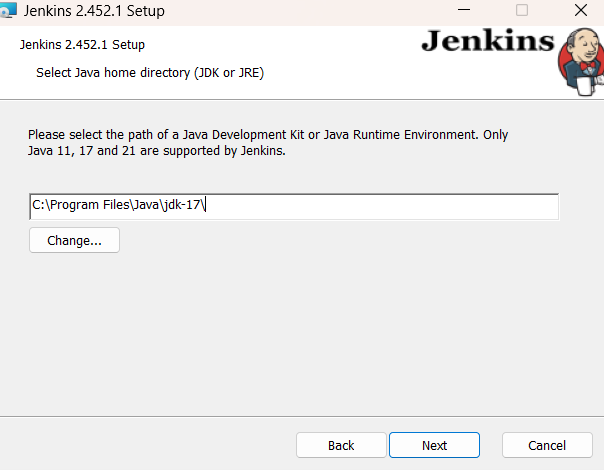 Jenkins 2.452.1 Setup
Jenkins 2.452.1 Setup
Jenkins
Select Java home directory (JDK or JRE)
Please select the path of a Java Development Kit or Java Runtime Environment. Only
Java 11, 17 and 21 are supported by Jenkins.
C:\Program Files\Java\jdk-17\
Change...
Back
Next
Cancel